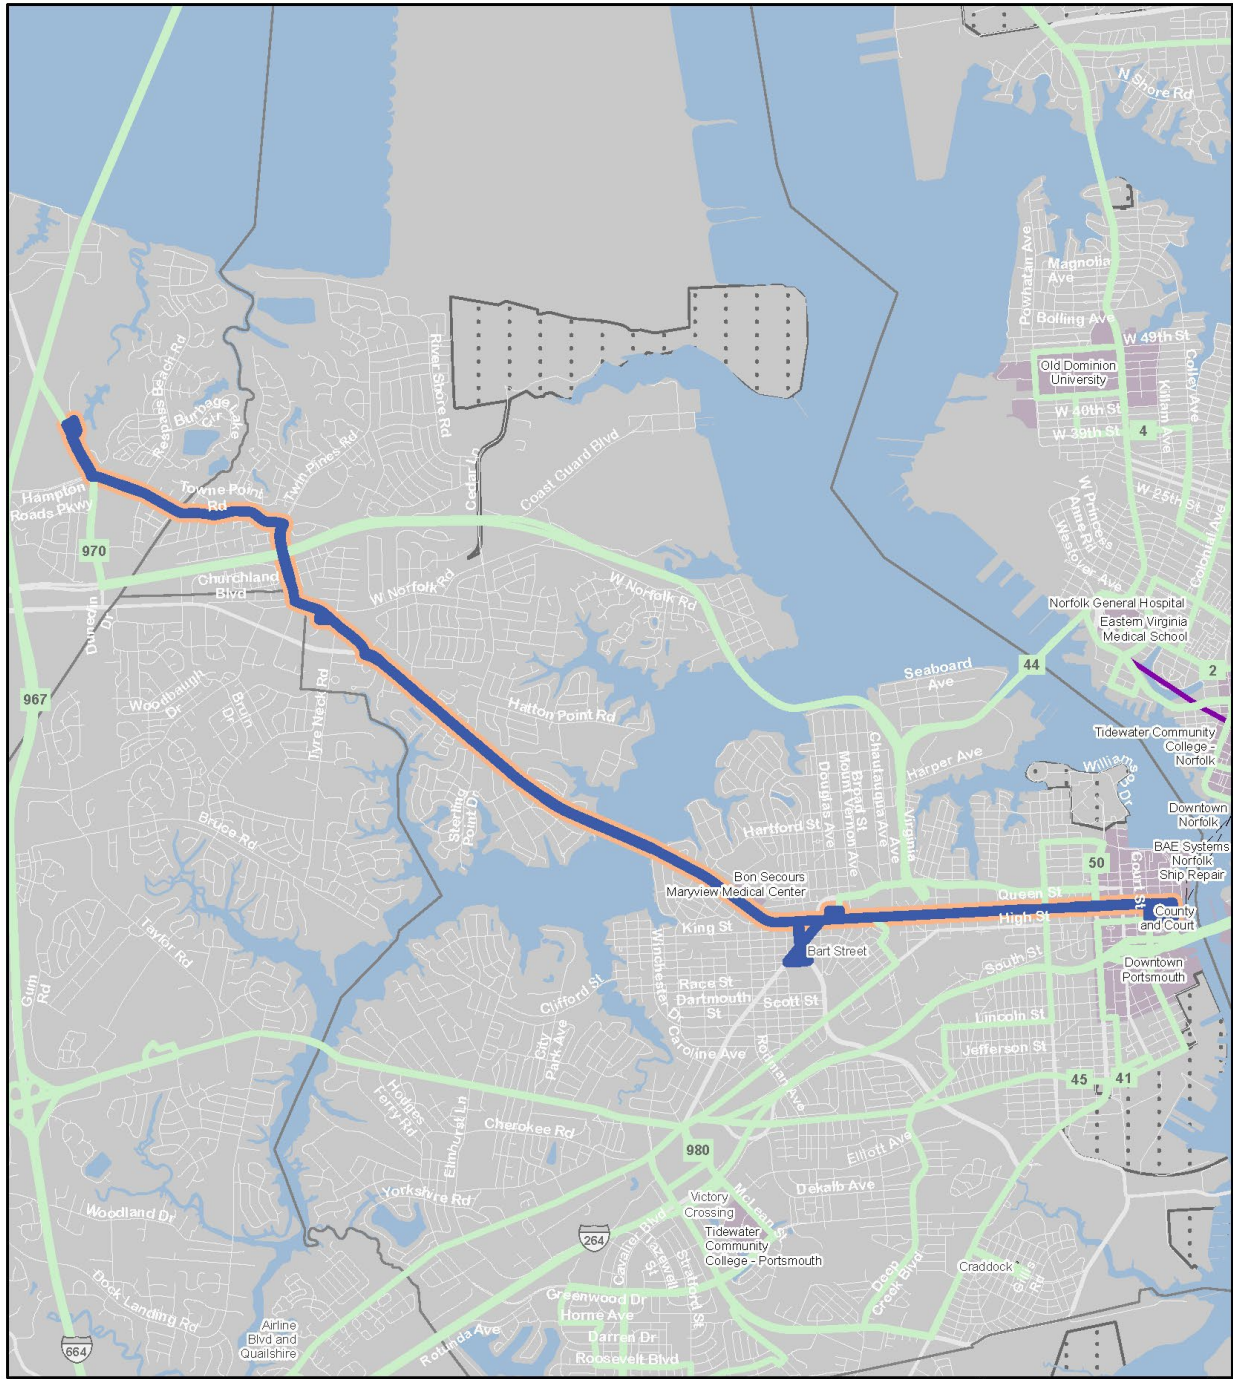 N Shore Rd
Powhatan Ave
Magnolia
Ave
Bolling Ave
W 49th St
Colley Ave
Old Dominion
University
Killam Ave
W 40th St
W 39th St
4
River Shore Rd
Respass Beach Rd
Burbage Lake
Cir
Twin Pines Rd
Cedar Ln
Coast Guard Blvd
W 25th St
W Princess
Anne Rd
Westover Ave
Colonial Ave
Hampton
Roads Pkwy
Towne Point
Rd
970
Churchland
Blvd
W Norfolk Rd
W Norfolk Rd
Dunedin
Dr
Norfolk General Hospital
Eastern Virginia
Medical School
44
2
Seaboard
Ave
967
Woodbaugh
Dr
Bruin
Dr
Tyre Neck Rd
Hatton Point Rd
Tidewater Community
College -
Norfolk
Harper Ave
Williams
Dr
Chautauqua Ave
Broad St
Mount Vernon Ave
Douglas Ave
Virginia
Hartford St
Sterling
Point Dr
Bruce Rd
Downtown
Norfolk
BAE Systems
Norfolk
Ship Repair
50
Court St
Bon Secours
Maryview Medical Center
Queen St
High St
County
and Court
King St
Bart Street
Taylor Rd
Winchester Dr
South St
Downtown
Portsmouth
Gum
Rd
Clifford St
Race St
Dartmouth
St
Scott St
Lincoln St
City
Park Ave
Caroline Ave
Rodman Ave
Jefferson St
45
41
Hodges
Ferry Rd
Elmhurst Ln
Cherokee Rd
980
Elliott Ave
Yorkshire Rd
Dekalb Ave
McLean St
Victory
Crossing
Woodland Dr
264
Cavalier Blvd
Tazewell
St
Stratford St
Tidewater
Community
College - Portsmouth
Craddock
Gillis
Rd
Deep
Creek Blvd
Dock Landing Rd
Greenwood Dr
Horne Ave
Airline
Blvd and
Quailshire
Rotunda Ave
Darren Dr
Roosevelt Blvd
664